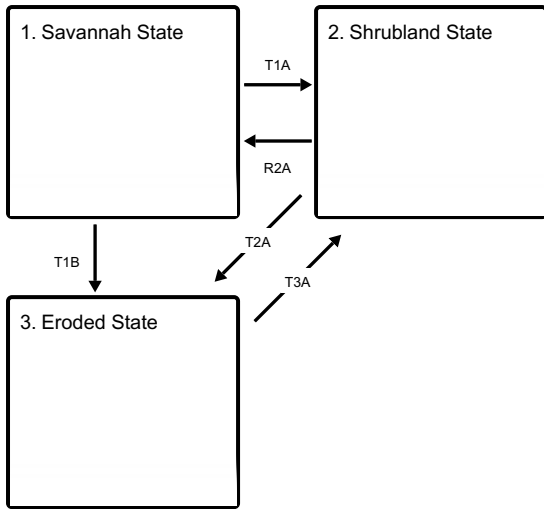 1. Savannah State
2. Shrubland State
T1A
R2A
T2A
T1B
T3A
3. Eroded State